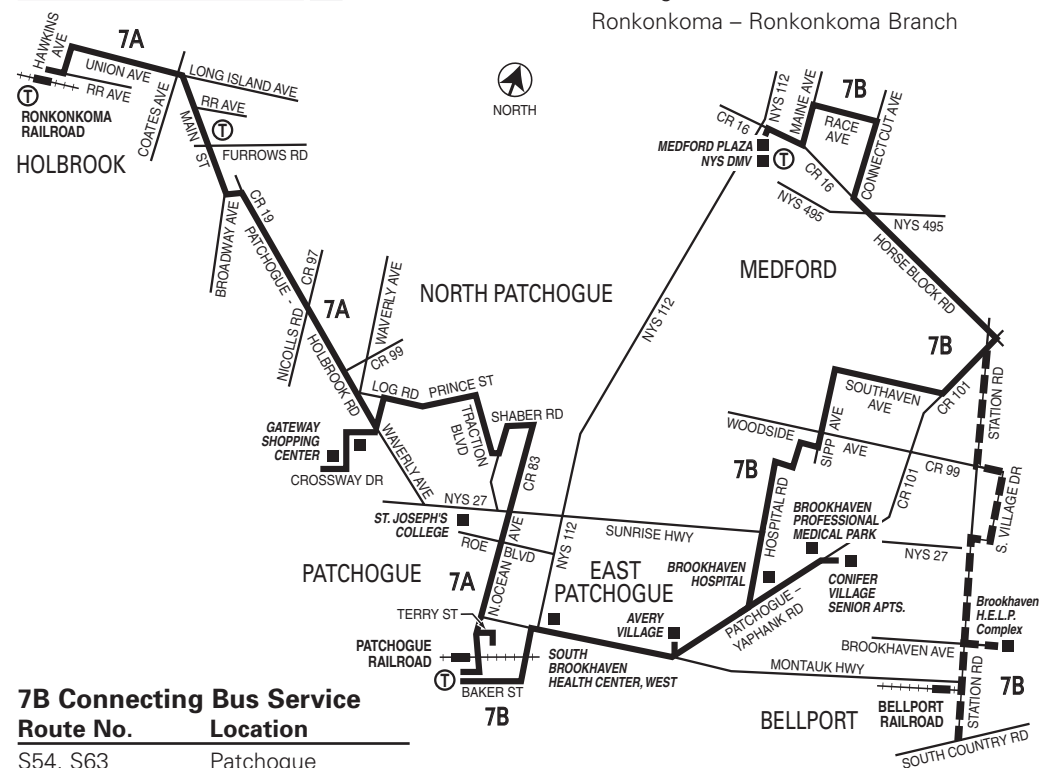 Ronkonkoma – Ronkonkoma Branch
HAWKINS
AVE
7A
UNION AVE
RR AVE
T
RONKONKOMA
RAILROAD
HOLBROOK
COATES AVE
LONG ISLAND AVE
RR AVE
T
MAIN ST
FURROWS RD
NORTH
CR 16
NYS 112
MAINE AVE
7B
RACE
AVE
CONNECTCUT AVE
MEDFORD PLAZA
NYS DMV
T
CR 16
NYS 495
NYS 495
HORSE BLOCK RD
MEDFORD
BROADWAY AVE
CR 19
PATCHOGUE -
HOLBROOK RD
NICOLLS RD
CR 97
7A
WAVERLY AVE
CR 99
NORTH PATCHOGUE
NYS 112
7B
LOG RD
PRINCE ST
TRACTION
BLVD
SHABER RD
CR 83
GATEWAY
SHOPPING
CENTER
CROSSWAY DR
WAVERLY AVE
SOUTHAVEN
AVE
CR 101
STATION RD
WOODSIDE
AVE
SIPP AVE
CR 99
7B
HOSPITAL RD
CR 101
S. VILLAGE DR
NYS 27
ST. JOSEPH'S
COLLEGE
ROE
BLVD
N.OCEAN AVE
NYS 112
SUNRISE HWY
BROOKHAVEN
PROFESSIONAL
MEDICAL PARK
NYS 27
PATCHOGUE
7A
EAST
PATCHOGUE
BROOKHAVEN
HOSPITAL
CONIFER
VILLAGE
SENIOR APTS.
TERRY ST
AVERY
VILLAGE
PATCHOGUE –
YAPHANK RD
Brookhaven
H.E.L.P.
Complex
PATCHOGUE
RAILROAD
T
BAKER ST
7B
SOUTH
BROOKHAVEN
HEALTH CENTER, WEST
BROOKHAVEN AVE
MONTAUK HWY
BELLPORT
BELLPORT
RAILROAD
STATION RD
7B
SOUTH COUNTRY RD
7B Connecting Bus Service
Route No. Location
S54, S63 Patchogue